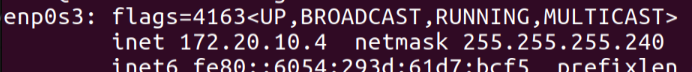 enp0s3: flags=4163<UP,BROADCAST,RUNNING,MULTICAST>
inet 172.20.10.4 netmask 255.255.255.240
inet6 fe80::6054:293d:61d7:bcf5 prefixlen